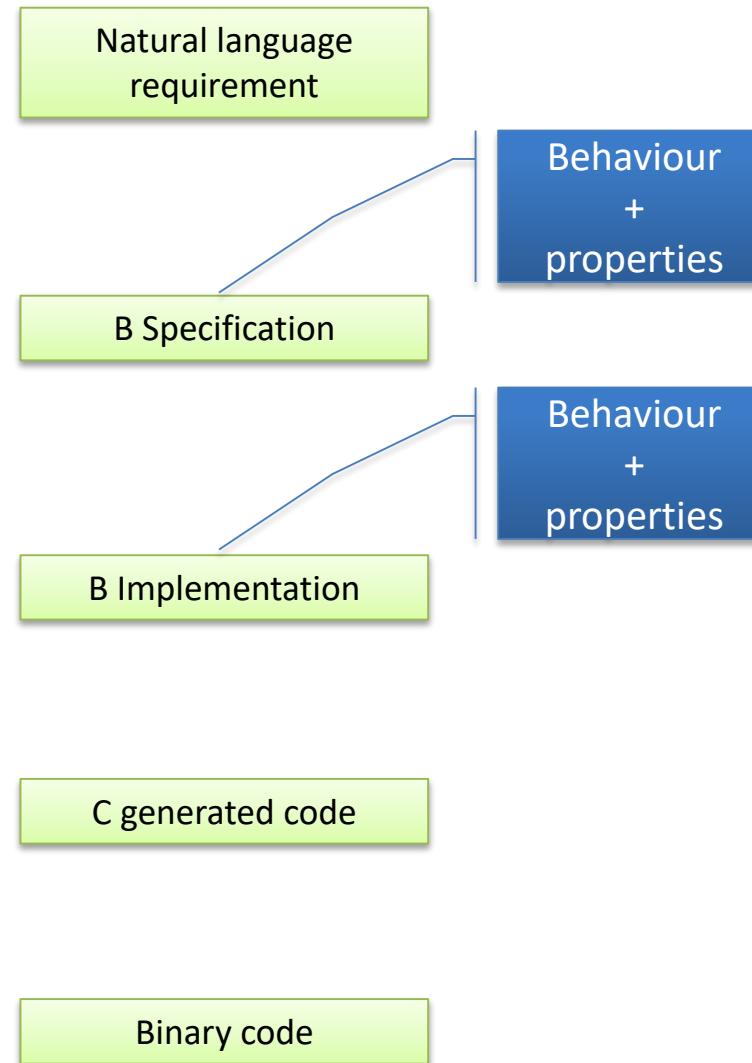 Natural language
requirement
Behaviour
+
properties
B Specification
Behaviour
+
properties
B Implementation
C generated code
Binary code